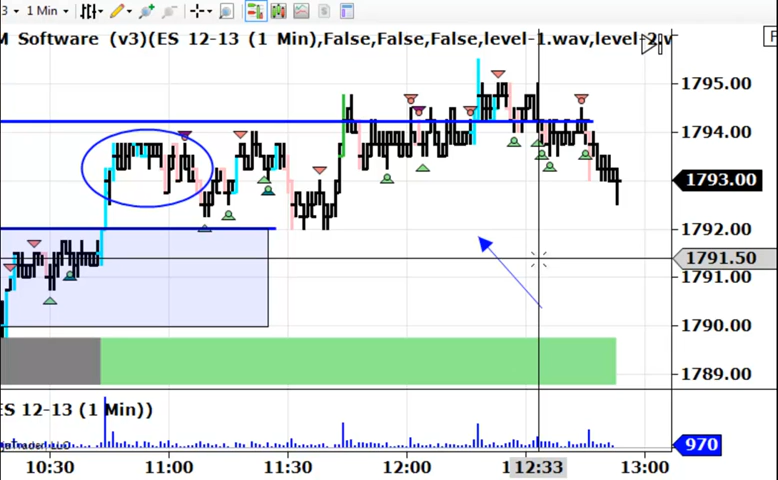 3 1 Min
M Software (v3)(ES 12-13 (1 Min),False,False,False,level-1.wav,level-2.w
F
1795.00
1794.00
1793.00
1792.00
1791.50
1791.00
1790.00
1789.00
ES 12-13 (1 Min))
LLC
970
10:30 11:00 11:30 12:00 12:33 13:00